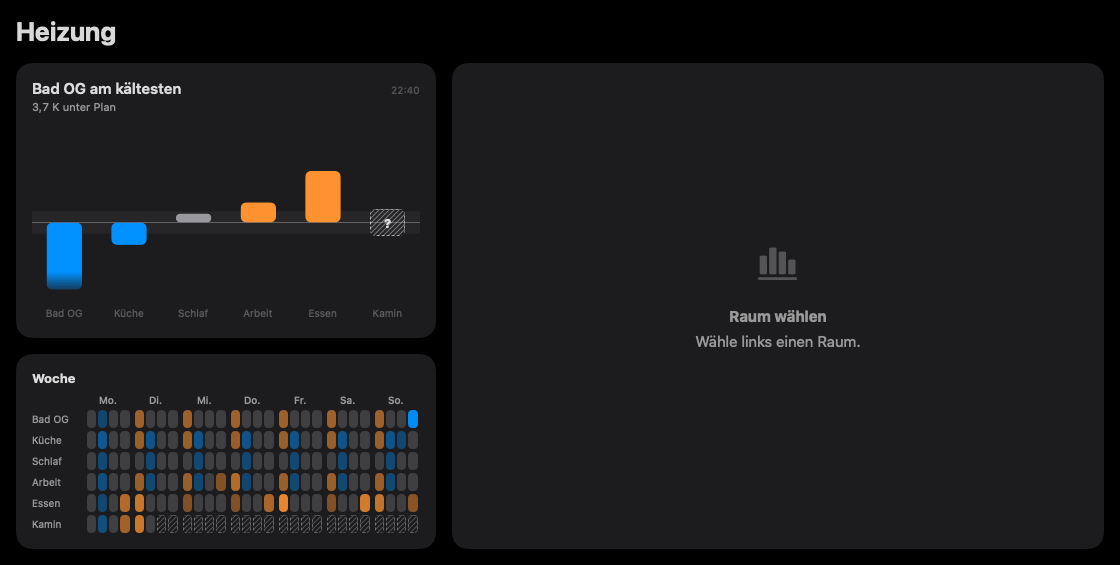 Heizung
Bad OG am kältesten
22:40
3,7 K unter Plan
?
Bad OG Küche Schlaf Arbeit Essen Kamin
Raum wählen
Wähle links einen Raum.
Woche
Mo. Di. Mi. Do. Fr. Sa. So.
Bad OG
Küche
Schlaf
Arbeit
Essen
Kamin